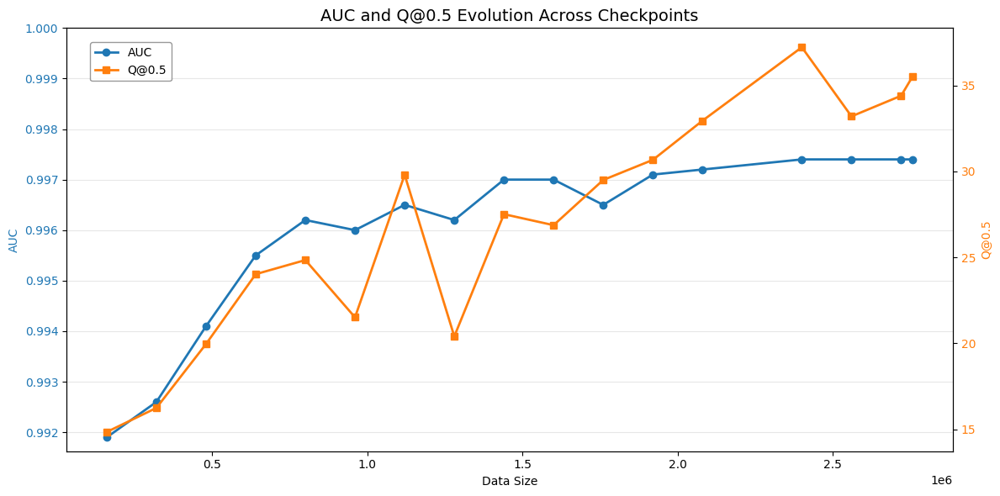 AUC and Q@0.5 Evolution Across Checkpoints
AUC
Q@0.5
1.000
0.999
0.998
0.997
0.996
0.995
0.994
0.993
0.992
AUC
35
30
25
20
15
Q@0.5
0.5
1.0
1.5
2.0
2.5
1e6
Data Size